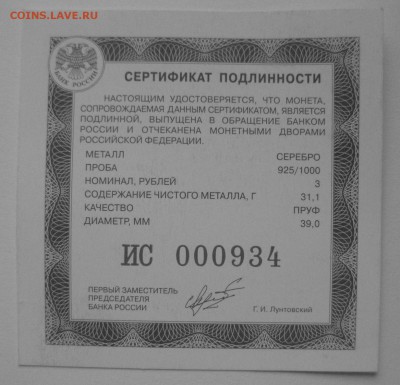 COINS.LAVE.RU
БАНК РОССИИ
СЕРТИФИКАТ ПОДЛИННОСТИ
НАСТОЯЩИМ УДОСТОВЕРЯЕТСЯ, ЧТО МОНЕТА,
СОПРОВОЖДАЕМАЯ ДАННЫМ СЕРТИФИКАТОМ, ЯВЛЯЕТСЯ
ПОДЛИННОЙ, ВЫПУЩЕНА В ОБРАЩЕНИЕ БАНКОМ
РОССИИ И ОТЧЕКАНЕНА МОНЕТНЫМИ ДВОРАМИ
РОССИЙСКОЙ ФЕДЕРАЦИИ.
МЕТАЛЛ СЕРЕБРО
ПРОБА 925/1000
НОМИНАЛ, РУБЛЕЙ 3
СОДЕРЖАНИЕ ЧИСТОГО МЕТАЛЛА, Г 31,1
КАЧЕСТВО ПРУФ
ДИАМЕТР, ММ 39,0
ИС 000934
ПЕРВЫЙ ЗАМЕСТИТЕЛЬ
ПРЕДСЕДАТЕЛЯ
БАНКА РОССИИ Г. И. Лунтовский